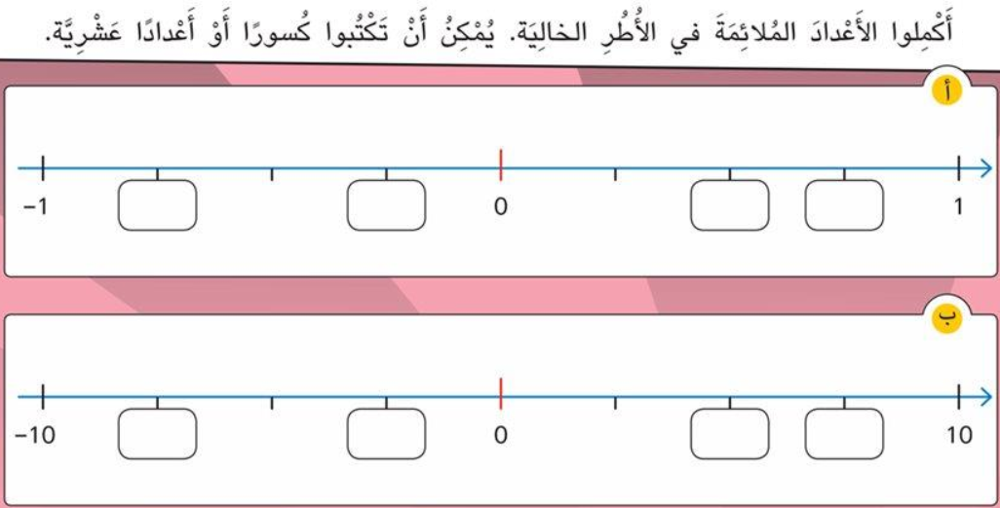 أَكْمِلوا الأَعْدادَ المُلائِمَةَ في الأُطُرِ الخالِيَة. يُمْكِنُ أَنْ تَكْتُبوا كُسورًا أَوْ أَعْدادًا عَشْرِيَّة.
أ
-1 0 1
ب
-10 0 10